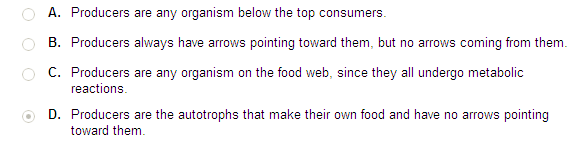 A. Producers are any organism below the top consumers.
B. Producers always have arrows pointing toward them, but no arrows coming from them.
C. Producers are any organism on the food web, since they all undergo metabolic
reactions.
D. Producers are the autotrophs that make their own food and have no arrows pointing
toward them.